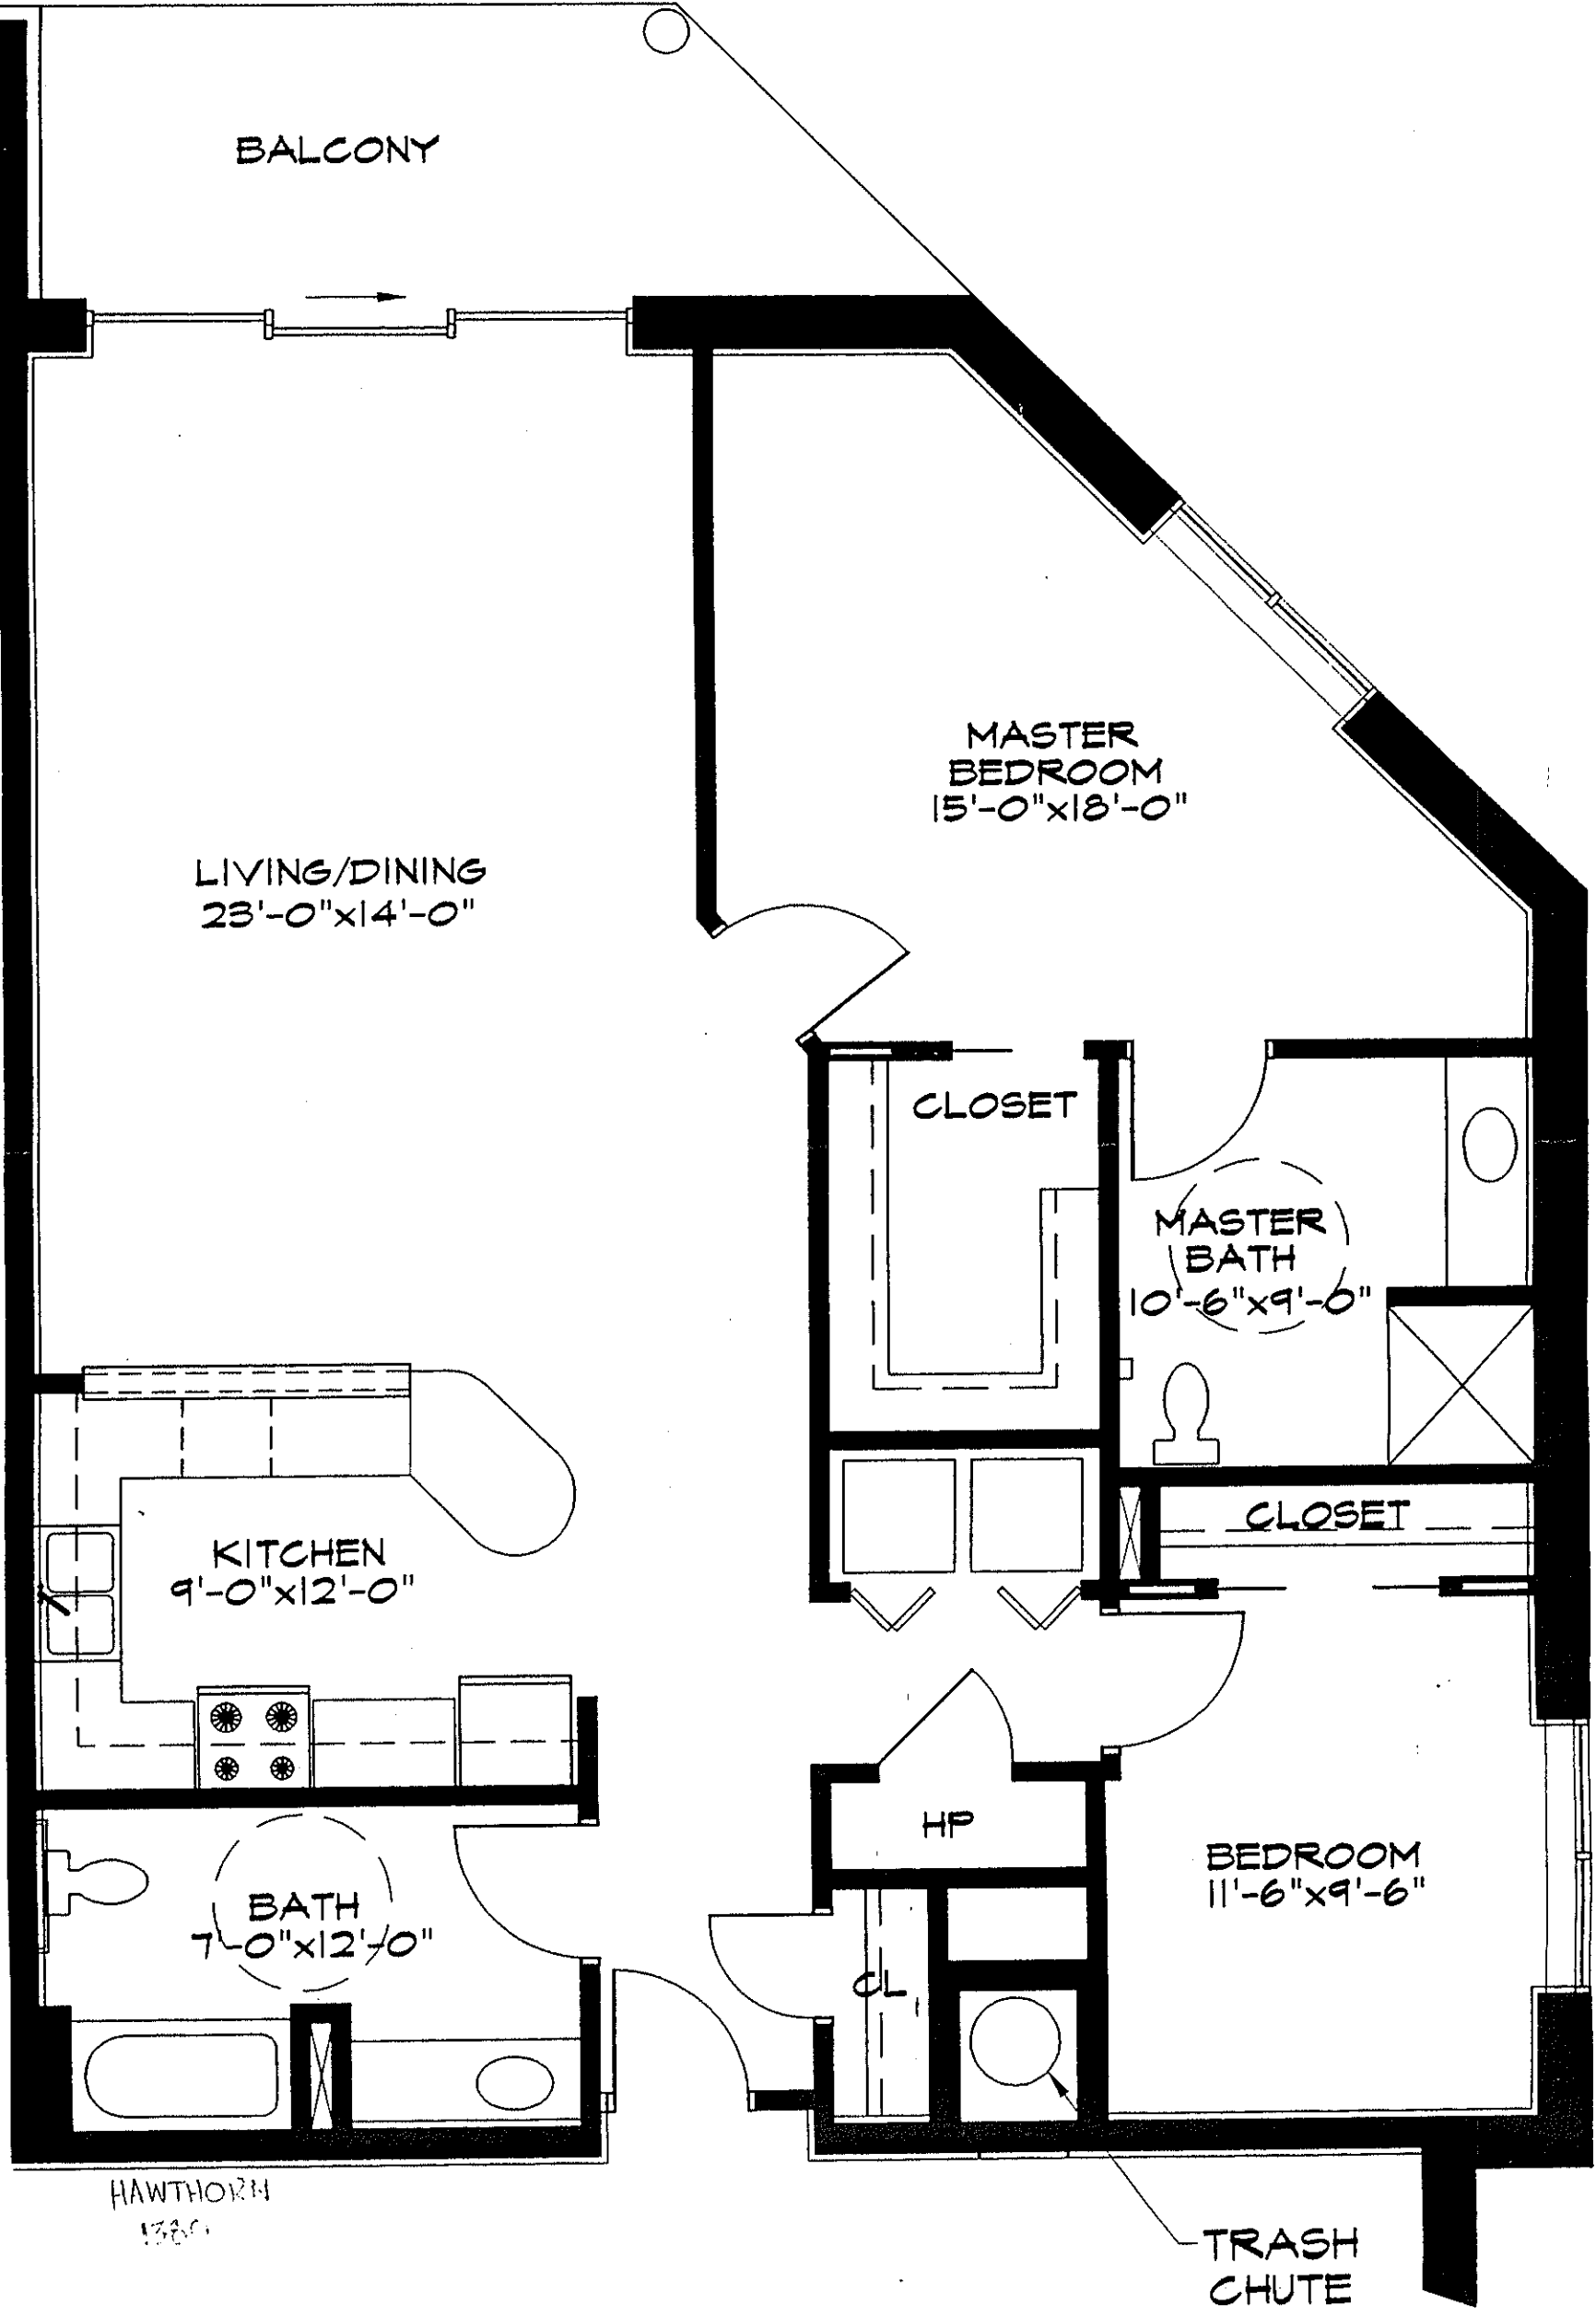 BALCONY
MASTER
BEDROOM
15'-0"x18'-0"
LIVING/DINING
23'-0"x14'-0"
CLOSET
MASTER
BATH
10'-6"x9'-0"
CLOSET
KITCHEN
9'-0"x12'-0"
HP
BEDROOM
11'-6"x9'-6"
BATH
7'-0"x12'-0"
CL
HAWTHORN
TRASH
CHUTE